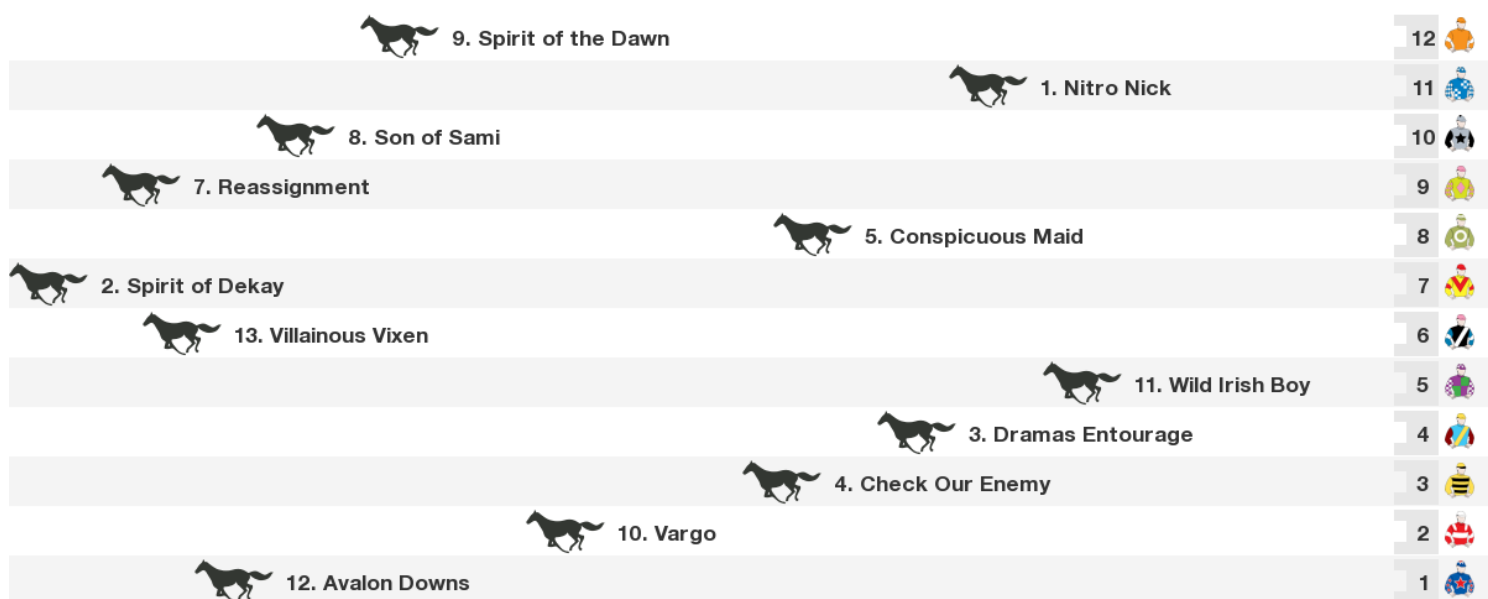 9. Spirit of the Dawn 12
1. Nitro Nick 11
8. Son of Sami 10
7. Reassignment 9
5. Conspicuous Maid 8
2. Spirit of Dekay 7
13. Villainous Vixen 6
11. Wild Irish Boy 5
3. Dramas Entourage 4
4. Check Our Enemy 3
10. Vargo 2
12. Avalon Downs 1